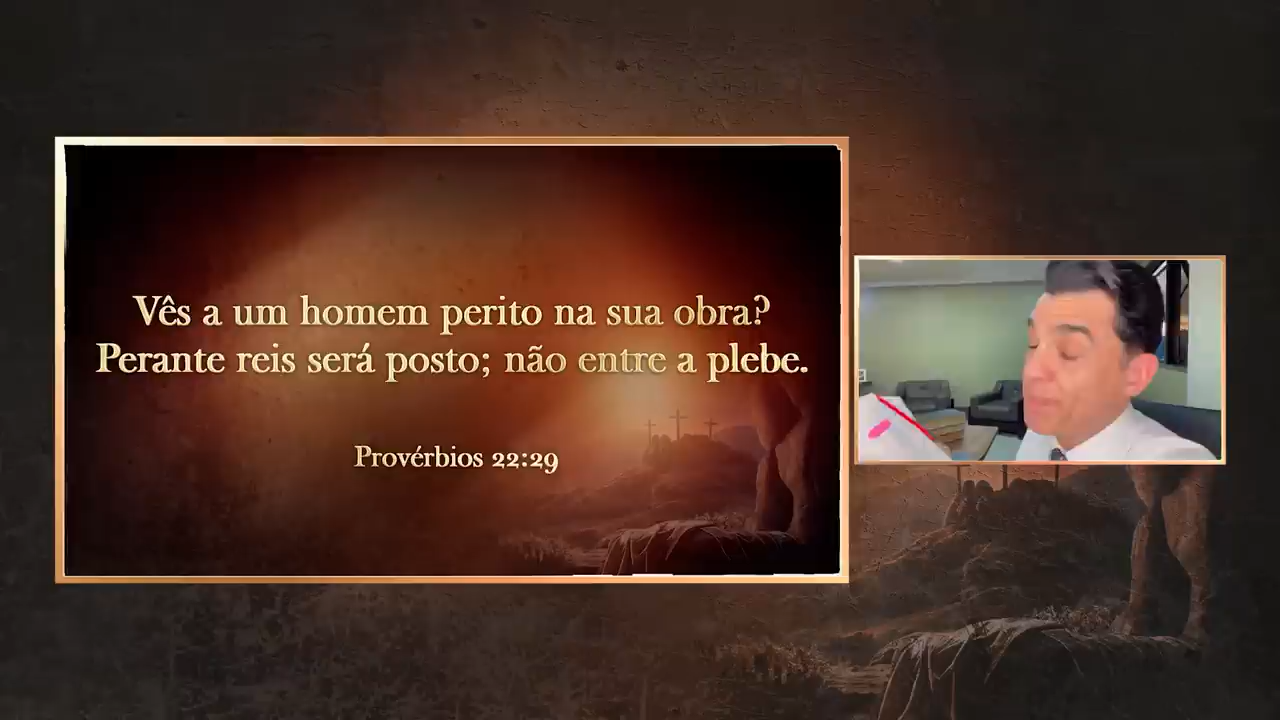 Vês a um homem perito na sua obra?
Perante reis será posto; não entre a plebe.
Provérbios 22:29